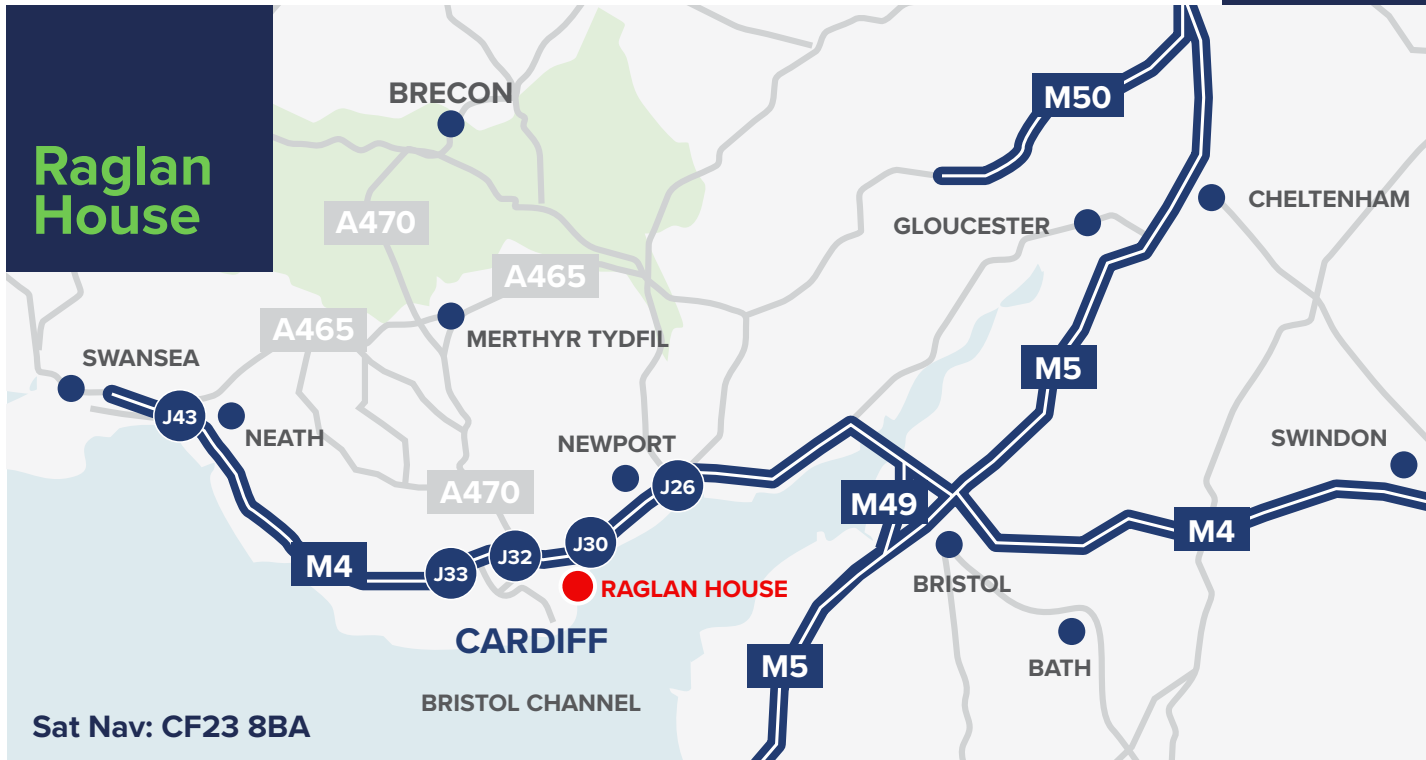 Raglan
House
BRECON
M50
A470
CHELTENHAM
GLOUCESTER
A465
A465
MERTHYR TYDFIL
SWANSEA
M5
J43
NEATH
NEWPORT
SWINDON
J26
A470
M49
M4
J30
J32
M4
J33
RAGLAN HOUSE
BRISTOL
CARDIFF
M5
BATH
BRISTOL CHANNEL
Sat Nav: CF23 8BA